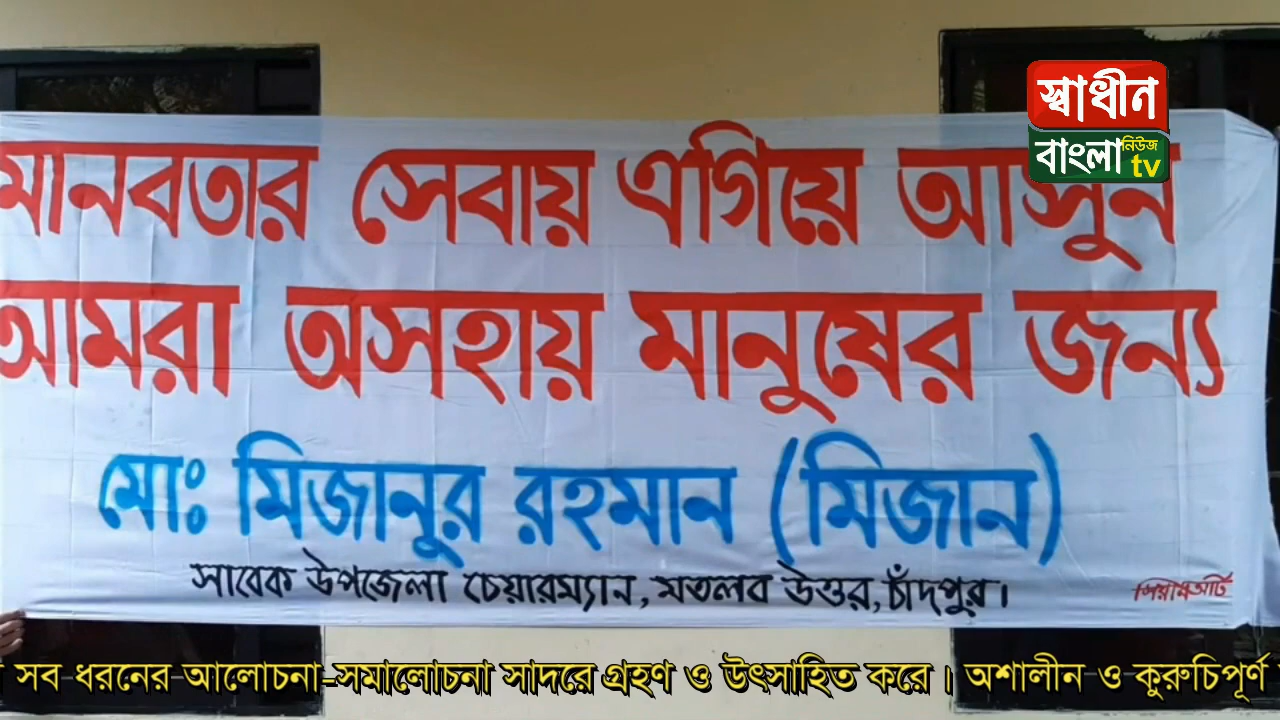 স্বাধীন
বাংলা নিউজ tv
মানবতার সেবায় এগিয়ে আসুন
আমরা অসহায় মানুষের জন্য
মোঃ মিজানুর রহমান (মিজান)
সাবেক উপজেলা চেয়ারম্যান, মতলব উত্তর, চাঁদপুর।
সব ধরনের আলোচনা-সমালোচনা সাদরে গ্রহণ ও উৎসাহিত করে। অশালীন ও কুরুচিপূর্ণ